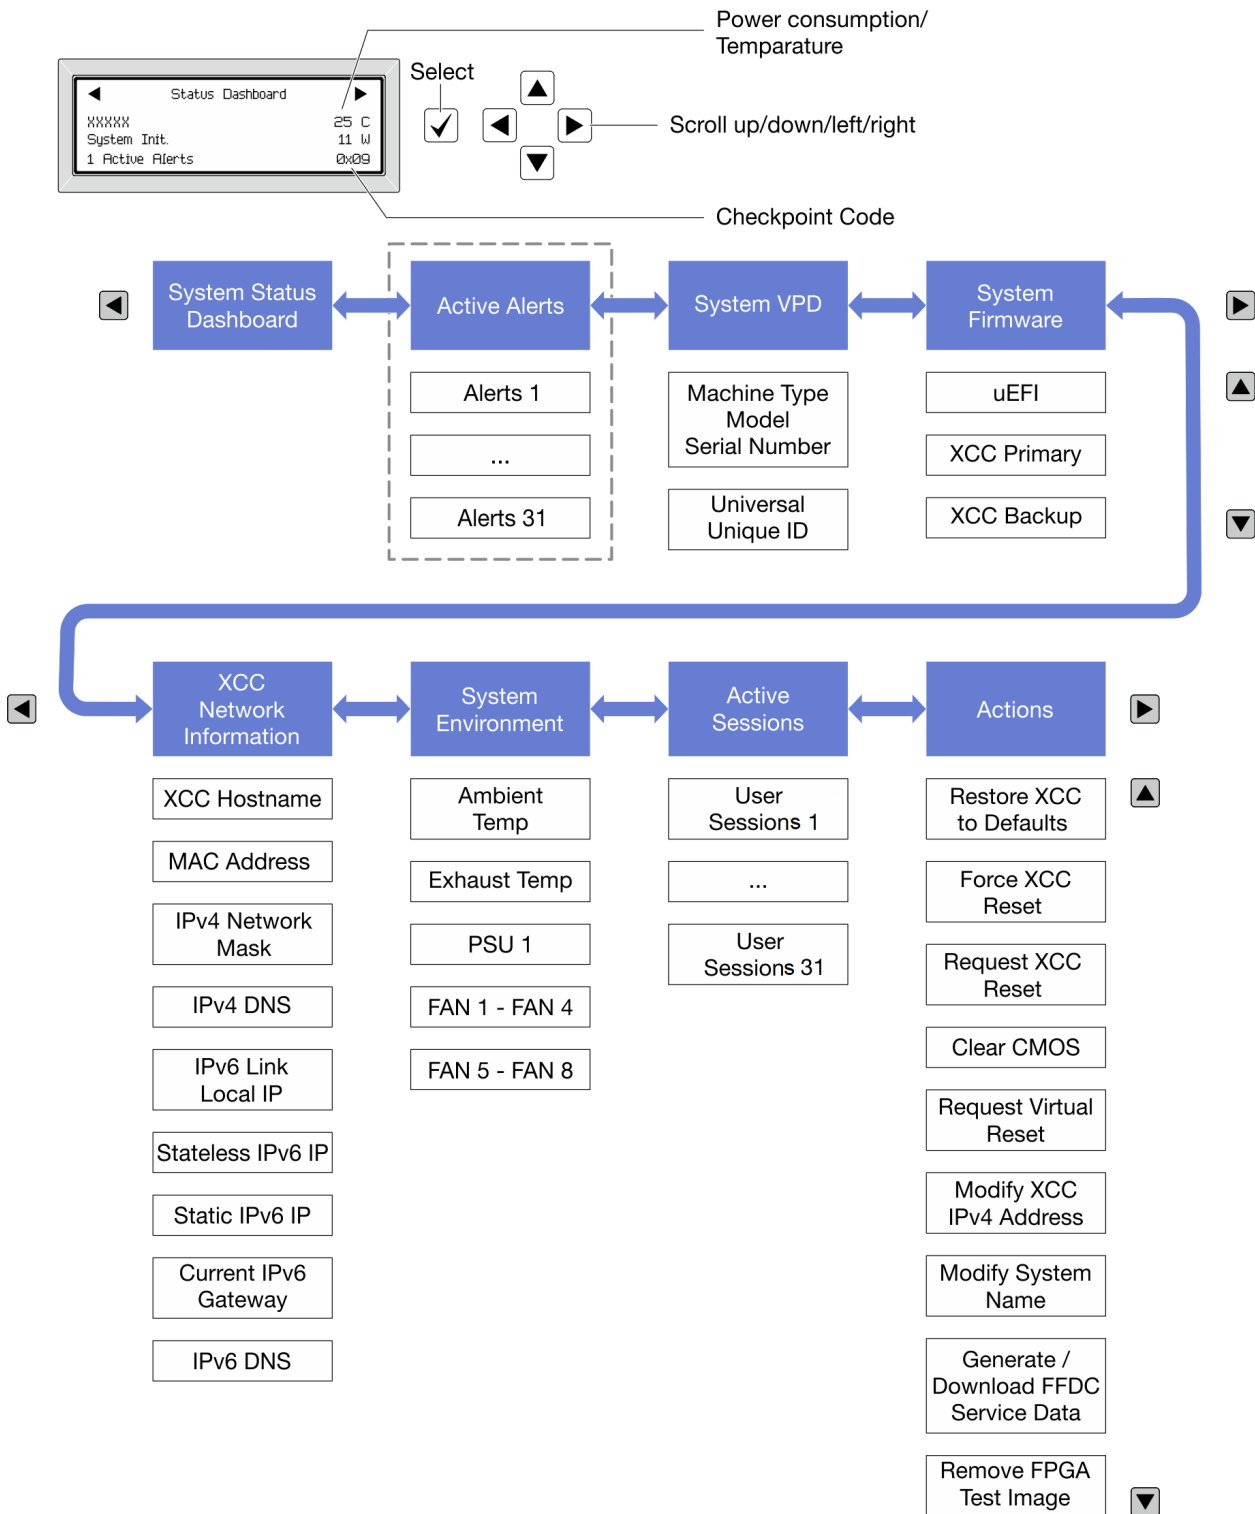 Power consumption/
Temparature
Select
Status Dashboard
XXXXX 25 C
System Init. 11 W
1 Active Alerts 0x09
Scroll up/down/left/right
Checkpoint Code
System Status
Dashboard
Active Alerts
System VPD
System
Firmware
Alerts 1
...
Alerts 31
Machine Type
Model
Serial Number
Universal
Unique ID
uEFI
XCC Primary
XCC Backup
XCC
Network
Information
System
Environment
Active
Sessions
Actions
XCC Hostname
MAC Address
IPv4 Network
Mask
IPv4 DNS
IPv6 Link
Local IP
Stateless IPv6 IP
Static IPv6 IP
Current IPv6
Gateway
IPv6 DNS
Ambient
Temp
Exhaust Temp
PSU 1
FAN 1 - FAN 4
FAN 5 - FAN 8
User
Sessions 1
...
User
Sessions 31
Restore XCC
to Defaults
Force XCC
Reset
Request XCC
Reset
Clear CMOS
Request Virtual
Reset
Modify XCC
IPv4 Address
Modify System
Name
Generate /
Download FFDC
Service Data
Remove FPGA
Test Image